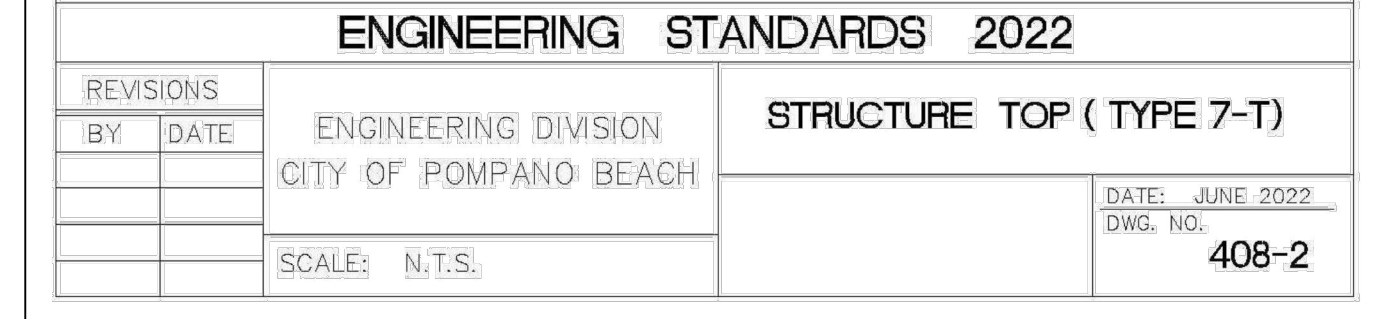 ENGINEERING STANDARDS 2022
REVISIONS
BY DATE
ENGINEERING DIVISION
CITY OF POMPANO BEACH
SCALE: N.T.S.
STRUCTURE TOP ( TYPE 7-T)
DATE: JUNE 2022
DWG. NO.
408-2